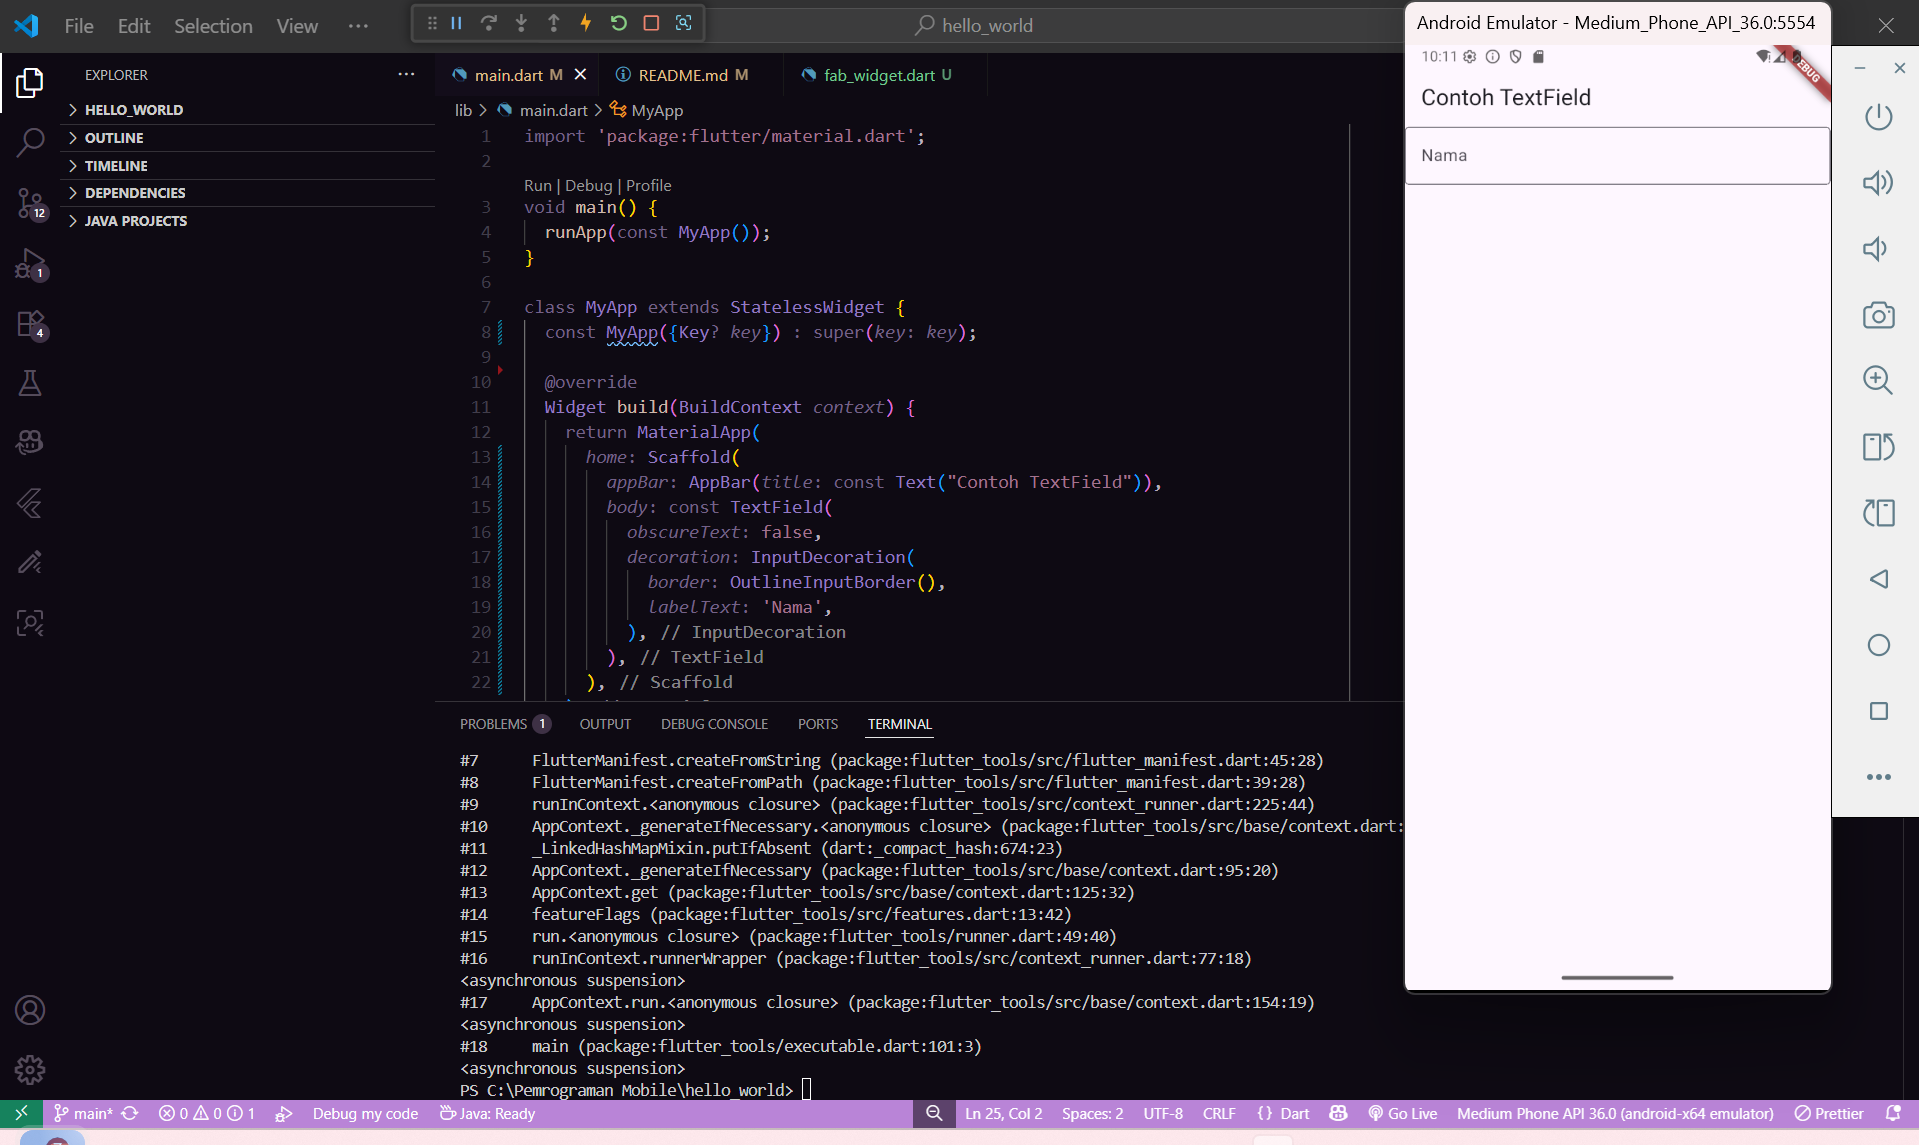 File Edit Selection View ···
hello_world
EXPLORER
HELLO_WORLD
OUTLINE
TIMELINE
DEPENDENCIES
JAVA PROJECTS
12
1
4
main.dart M
README.md M
fab_widget.dart U
lib > main.dart > MyApp
1 import 'package:flutter/material.dart';
2
Run | Debug | Profile
3 void main() {
4 runApp(const MyApp());
5 }
6
7 class MyApp extends StatelessWidget {
8 const MyApp({Key? key}) : super(key: key);
9
10 @override
11 Widget build(BuildContext context) {
12 return MaterialApp(
13 home: Scaffold(
14 appBar: AppBar(title: const Text("Contoh TextField")),
15 body: const TextField(
16 obscureText: false,
17 decoration: InputDecoration(
18 border: OutlineInputBorder(),
19 labelText: 'Nama',
20 ), // InputDecoration
21 ), // TextField
22 ), // Scaffold
PROBLEMS 1 OUTPUT DEBUG CONSOLE PORTS TERMINAL
#7 FlutterManifest.createFromString (package:flutter_tools/src/flutter_manifest.dart:45:28)
#8 FlutterManifest.createFromPath (package:flutter_tools/src/flutter_manifest.dart:39:28)
#9 runInContext.<anonymous closure> (package:flutter_tools/src/context_runner.dart:225:44)
#10 AppContext._generateIfNecessary.<anonymous closure> (package:flutter_tools/src/base/context.dart:
#11 _LinkedHashMapMixin.putIfAbsent (dart:_compact_hash:674:23)
#12 AppContext._generateIfNecessary (package:flutter_tools/src/base/context.dart:95:20)
#13 AppContext.get (package:flutter_tools/src/base/context.dart:125:32)
#14 featureFlags (package:flutter_tools/src/features.dart:13:42)
#15 run.<anonymous closure> (package:flutter_tools/runner.dart:49:40)
#16 runInContext.runnerWrapper (package:flutter_tools/src/context_runner.dart:77:18)
<asynchronous suspension>
#17 AppContext.run.<anonymous closure> (package:flutter_tools/src/base/context.dart:154:19)
<asynchronous suspension>
#18 main (package:flutter_tools/executable.dart:101:3)
<asynchronous suspension>
PS C:\Pemrograman Mobile\hello_world>
main* 0 0 1 Debug my code Java: Ready Ln 25, Col 2 Spaces: 2 UTF-8 CRLF {} Dart Go Live Medium Phone API 36.0 (android-x64 emulator) Prettier
Android Emulator - Medium_Phone_API_36.0:5554
10:11
Contoh TextField
Nama